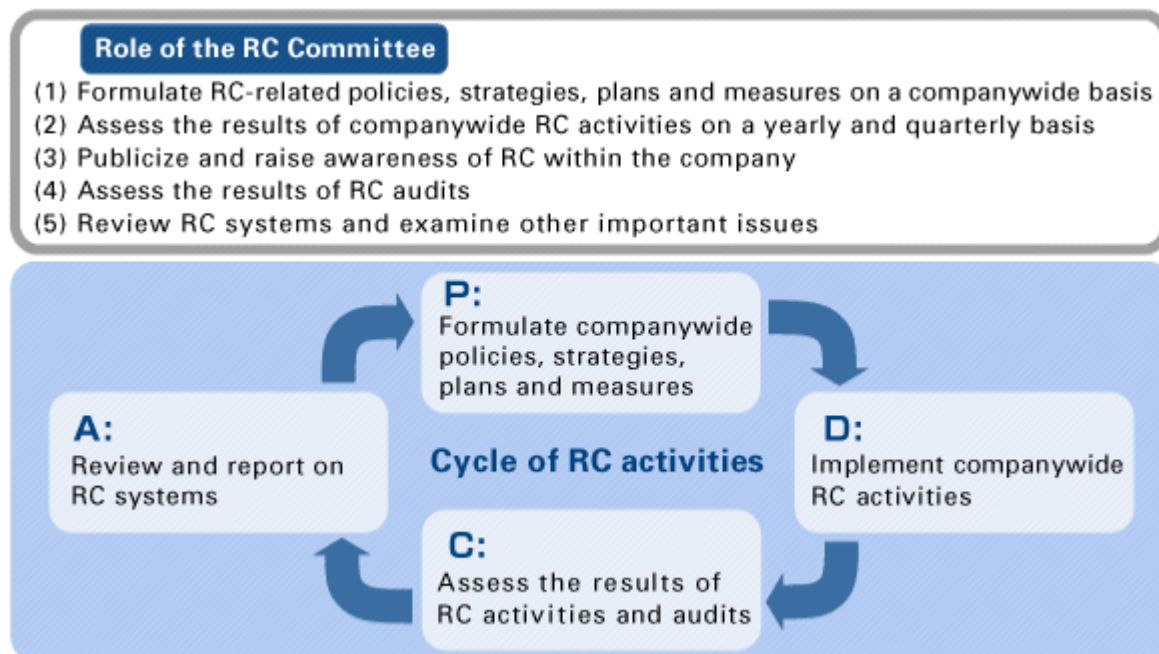 Role of the RC Committee
(1) Formulate RC-related policies, strategies, plans and measures on a companywide basis
(2) Assess the results of companywide RC activities on a yearly and quarterly basis
(3) Publicize and raise awareness of RC within the company
(4) Assess the results of RC audits
(5) Review RC systems and examine other important issues
P:
Formulate companywide
policies, strategies,
plans and measures
A:
Review and report on
RC systems
Cycle of RC activities
D:
Implement companywide
RC activities
C:
Assess the results of
RC activities and audits